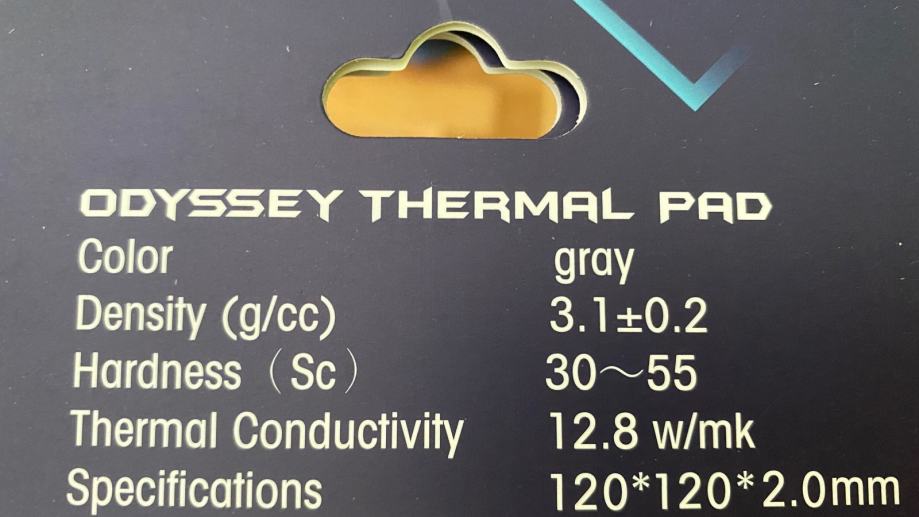 ODYSSEY THERMAL PAD
Color gray
Density (g/cc) 3.1±0.2
Hardness（Sc） 30～55
Thermal Conductivity 12.8 w/mk
Specifications 120*120*2.0mm